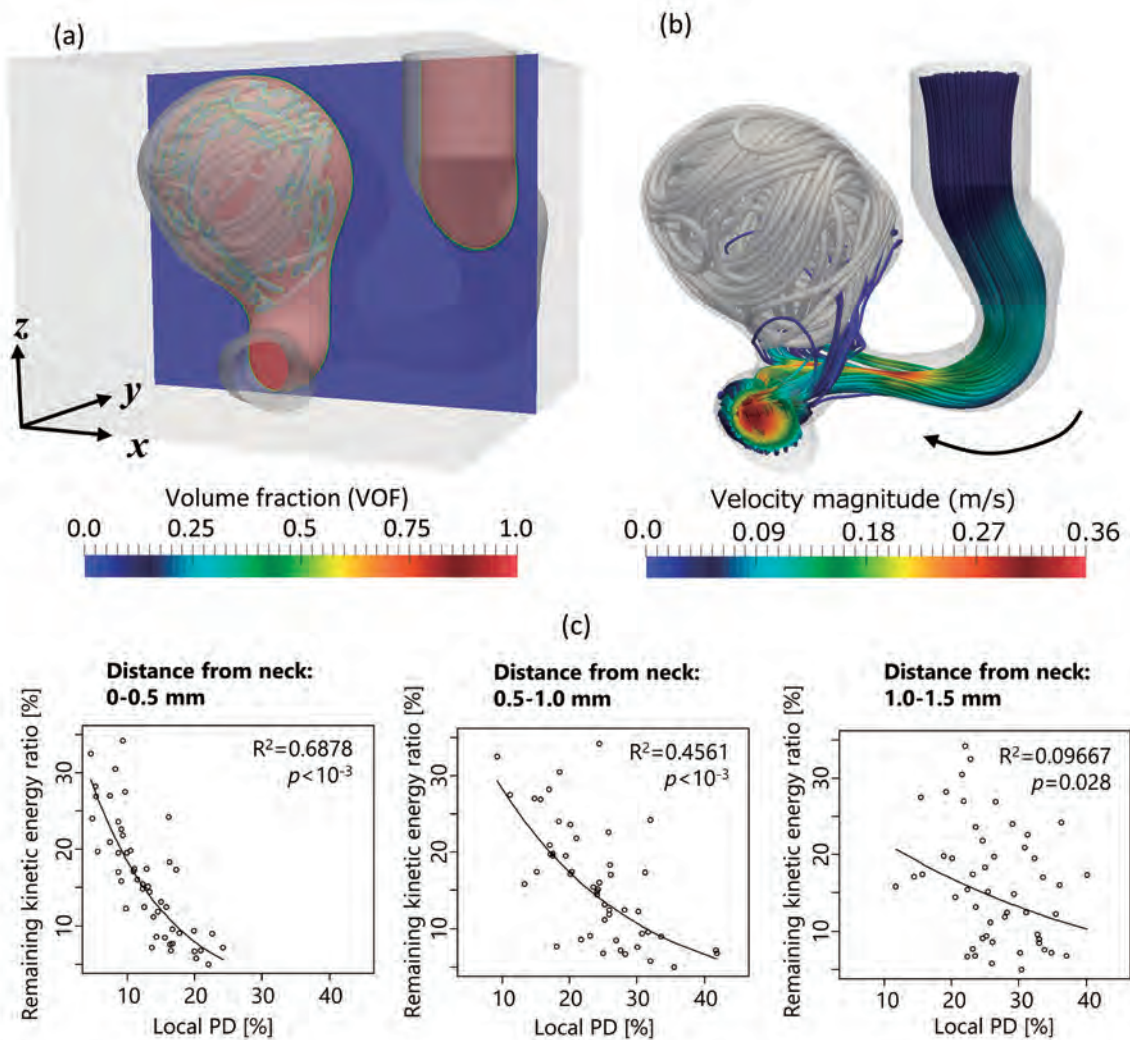 (a)
(b)
z
y
x
Volume fraction (VOF)
0.0 0.25 0.5 0.75 1.0
Velocity magnitude (m/s)
0.0 0.09 0.18 0.27 0.36
(c)
Distance from neck:
0-0.5 mm
Remaining kinetic energy ratio [%]
10 20 30
R²=0.6878
p<10⁻³
10 20 30 40
Local PD [%]
Distance from neck:
0.5-1.0 mm
Remaining kinetic energy ratio [%]
10 20 30
R²=0.4561
p<10⁻³
10 20 30 40
Local PD [%]
Distance from neck:
1.0-1.5 mm
Remaining kinetic energy ratio [%]
10 20 30
R²=0.09667
p=0.028
10 20 30 40
Local PD [%]